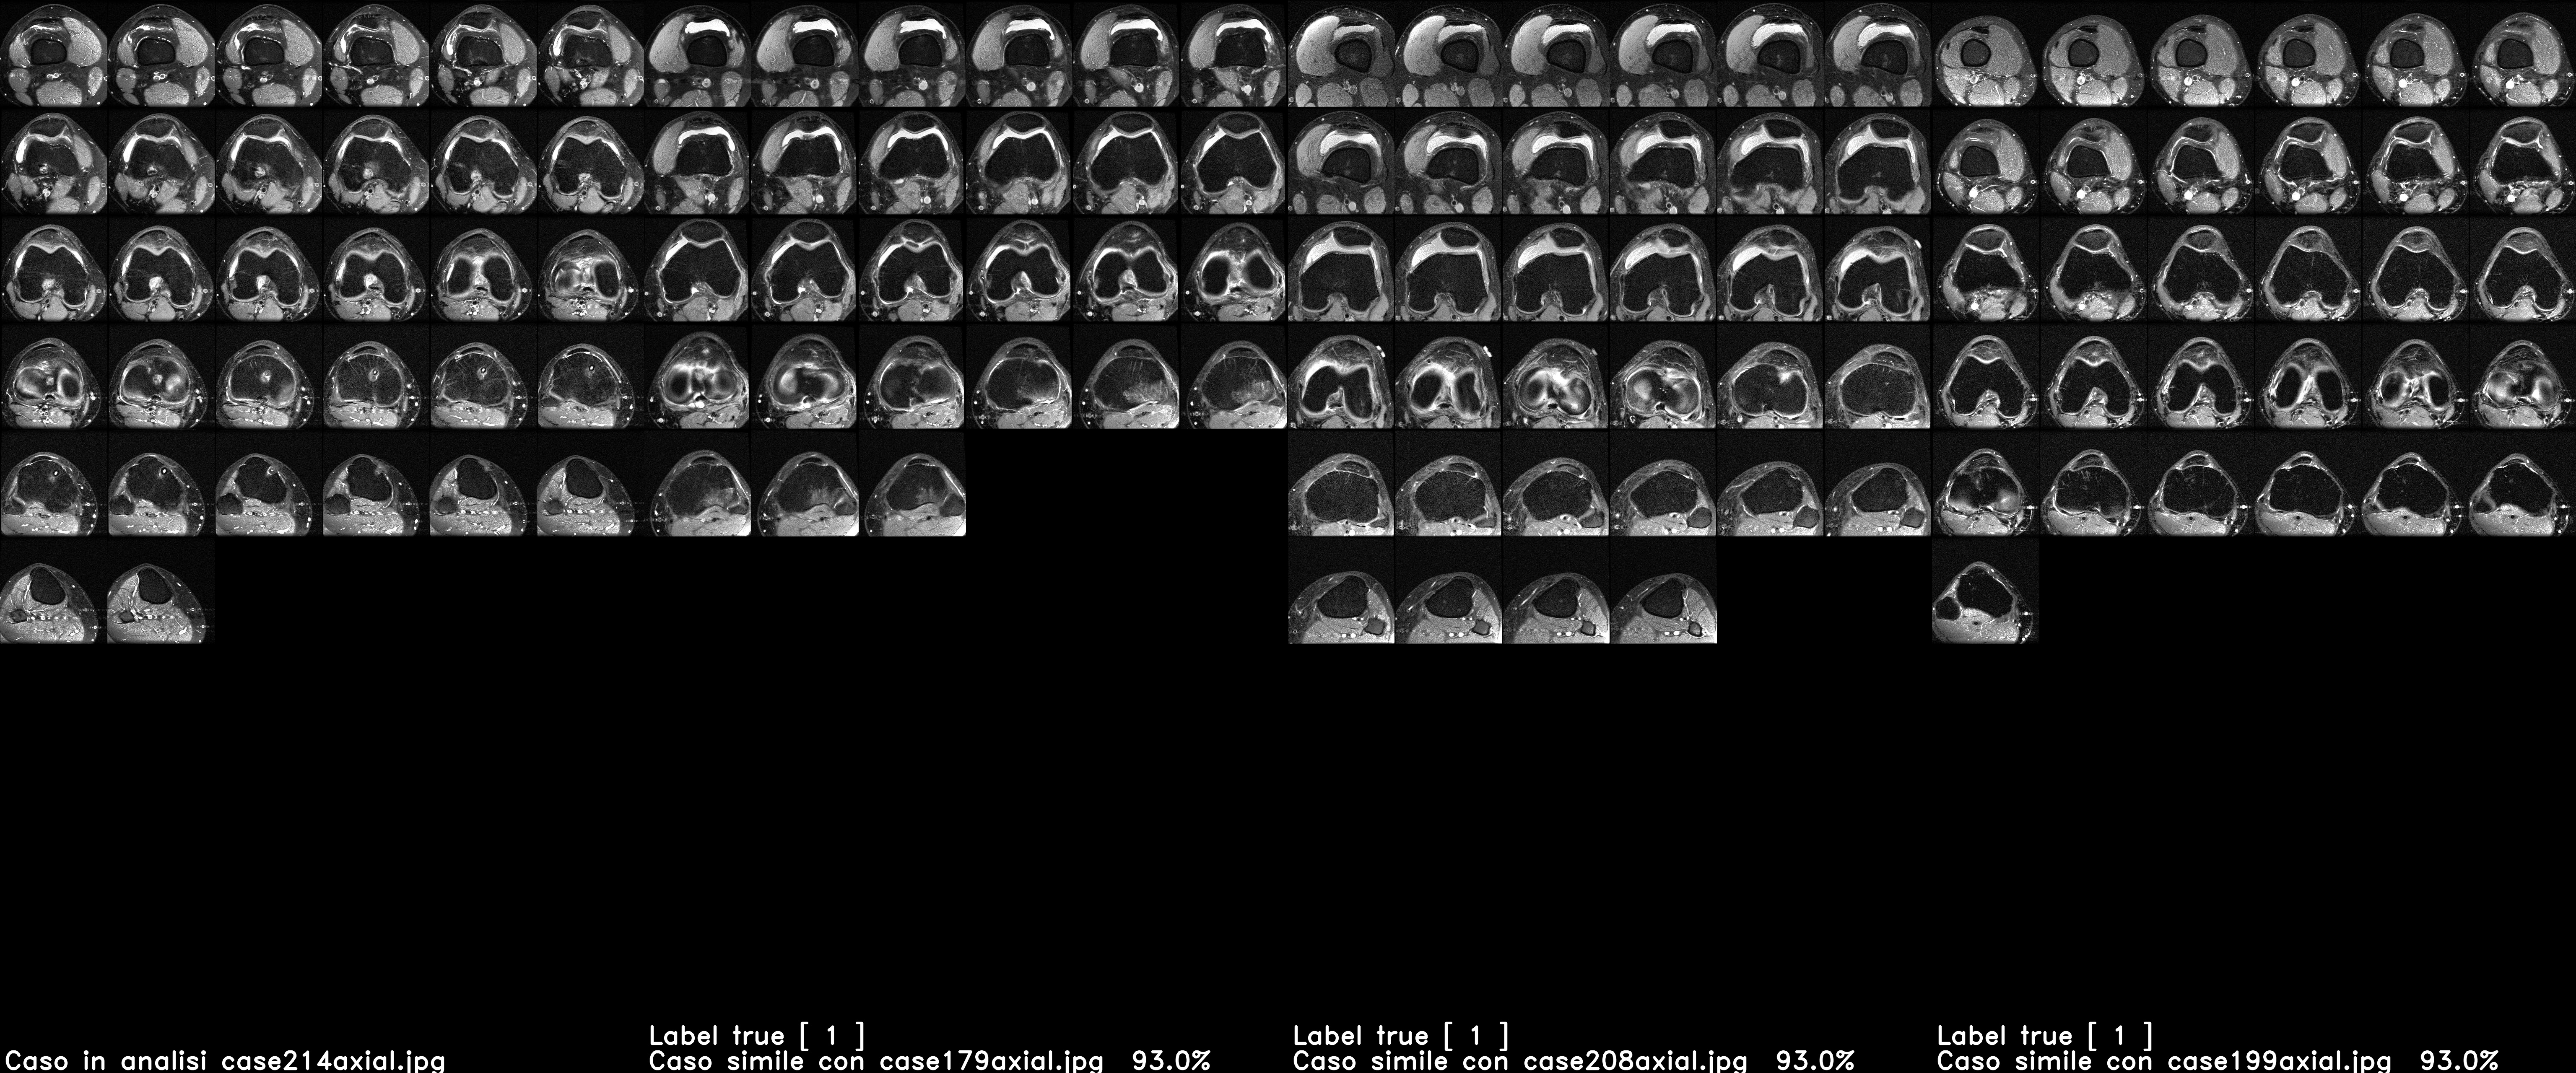 Caso in analisi case214axial.jpg
Label true [ 1 ]
Caso simile con case179axial.jpg 93.0%
Label true [ 1 ]
Caso simile con case208axial.jpg 93.0%
Label true [ 1 ]
Caso simile con case199axial.jpg 93.0%